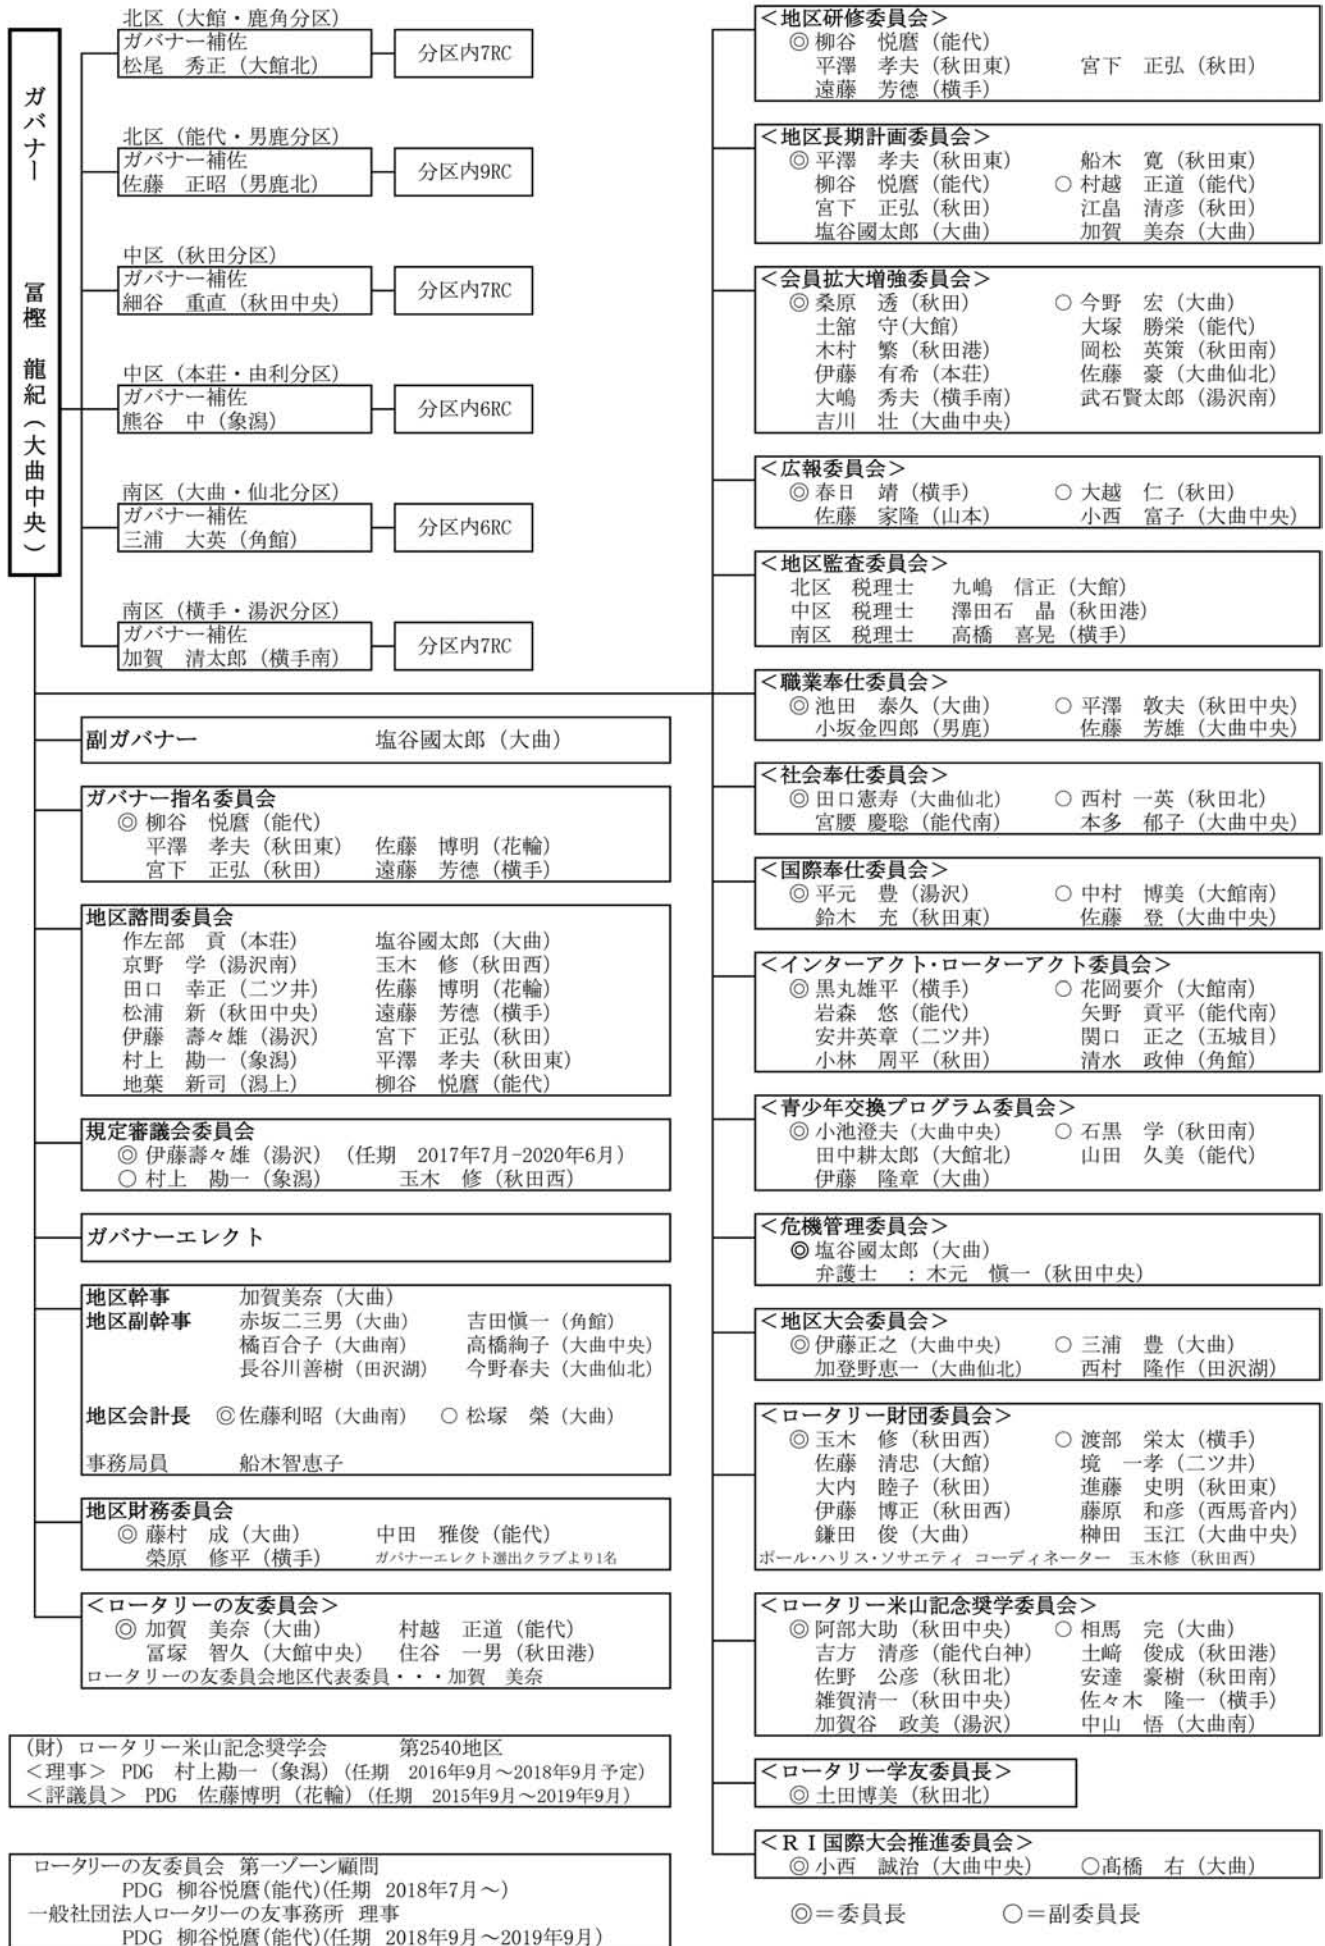 ガバナー 冨樫 龍紀（大曲中央）
北区（大館・鹿角分区）
ガバナー補佐
松尾 秀正（大館北）
分区内7RC
北区（能代・男鹿分区）
ガバナー補佐
佐藤 正昭（男鹿北）
分区内9RC
中区（秋田分区）
ガバナー補佐
細谷 重直（秋田中央）
分区内7RC
中区（本荘・由利分区）
ガバナー補佐
熊谷 中（象潟）
分区内6RC
南区（大曲・仙北分区）
ガバナー補佐
三浦 大英（角館）
分区内6RC
南区（横手・湯沢分区）
ガバナー補佐
加賀 清太郎（横手南）
分区内7RC
副ガバナー 塩谷國太郎（大曲）
ガバナー指名委員会
◎ 柳谷 悦麿（能代）
平澤 孝夫（秋田東） 佐藤 博明（花輪）
宮下 正弘（秋田） 遠藤 芳徳（横手）
地区諮問委員会
作左部 貢（本荘） 塩谷國太郎（大曲）
京野 学（湯沢南） 玉木 修（秋田西）
田口 幸正（二ツ井） 佐藤 博明（花輪）
松浦 新（秋田中央） 遠藤 芳徳（横手）
伊藤 壽々雄（湯沢） 宮下 正弘（秋田）
村上 勘一（象潟） 平澤 孝夫（秋田東）
地葉 新司（潟上） 柳谷 悦麿（能代）
規定審議会委員会
◎ 伊藤壽々雄（湯沢） （任期 2017年7月-2020年6月）
○ 村上 勘一（象潟） 玉木 修（秋田西）
ガバナーエレクト
地区幹事 加賀美奈（大曲）
地区副幹事 赤坂二三男（大曲） 吉田愼一（角館）
橘百合子（大曲南） 高橋絢子（大曲中央）
長谷川善樹（田沢湖） 今野春夫（大曲仙北）
地区会計長 ◎佐藤利昭（大曲南） ○ 松塚 榮（大曲）
事務局員 船木智恵子
地区財務委員会
◎ 藤村 成（大曲） 中田 雅俊（能代）
榮原 修平（横手） ガバナーエレクト選出クラブより1名
＜ロータリーの友委員会＞
◎ 加賀 美奈（大曲） 村越 正道（能代）
冨塚 智久（大館中央） 住谷 一男（秋田港）
ロータリーの友委員会地区代表委員・・・加賀 美奈
（財）ロータリー米山記念奨学会 第2540地区
＜理事＞ PDG 村上勘一（象潟）（任期 2016年9月～2018年9月予定）
＜評議員＞ PDG 佐藤博明（花輪）（任期 2015年9月～2019年9月）
ロータリーの友委員会 第一ゾーン顧問
PDG 柳谷悦麿(能代)(任期 2018年7月～)
一般社団法人ロータリーの友事務所 理事
PDG 柳谷悦麿(能代)(任期 2018年9月～2019年9月)
＜地区研修委員会＞
◎ 柳谷 悦麿（能代）
平澤 孝夫（秋田東） 宮下 正弘（秋田）
遠藤 芳徳（横手）
＜地区長期計画委員会＞
◎ 平澤 孝夫（秋田東） 船木 寛（秋田東）
柳谷 悦麿（能代） ○ 村越 正道（能代）
宮下 正弘（秋田） 江畠 清彦（秋田）
塩谷國太郎（大曲） 加賀 美奈（大曲）
＜会員拡大増強委員会＞
◎ 桑原 透（秋田） ○ 今野 宏（大曲）
土舘 守(大館) 大塚 勝栄（能代）
木村 繁（秋田港） 岡松 英策（秋田南）
伊藤 有希（本荘） 佐藤 豪（大曲仙北）
大嶋 秀夫（横手南） 武石賢太郎（湯沢南）
吉川 壮（大曲中央）
＜広報委員会＞
◎ 春日 靖（横手） ○ 大越 仁（秋田）
佐藤 家隆（山本） 小西 富子（大曲中央）
＜地区監査委員会＞
北区 税理士 九嶋 信正（大館）
中区 税理士 澤田石 晶（秋田港）
南区 税理士 高橋 喜晃（横手）
＜職業奉仕委員会＞
◎ 池田 泰久（大曲） ○ 平澤 敦夫（秋田中央）
小坂金四郎（男鹿） 佐藤 芳雄（大曲中央）
＜社会奉仕委員会＞
◎ 田口憲寿（大曲仙北） ○ 西村 一英（秋田北）
宮腰 慶聡（能代南） 本多 郁子（大曲中央）
＜国際奉仕委員会＞
◎ 平元 豊（湯沢） ○ 中村 博美（大館南）
鈴木 充（秋田東） 佐藤 登（大曲中央）
＜インターアクト・ローターアクト委員会＞
◎ 黒丸雄平（横手） ○ 花岡要介（大館南）
岩森 悠（能代） 矢野 貢平（能代南）
安井英章（二ツ井） 関口 正之（五城目）
小林 周平（秋田） 清水 政伸（角館）
＜青少年交換プログラム委員会＞
◎ 小池澄夫（大曲中央） ○ 石黒 学（秋田南）
田中耕太郎（大館北） 山田 久美（能代）
伊藤 隆章（大曲）
＜危機管理委員会＞
◎ 塩谷國太郎（大曲）
弁護士 ：木元 愼一（秋田中央）
＜地区大会委員会＞
◎ 伊藤正之（大曲中央） ○ 三浦 豊（大曲）
加登野恵一（大曲仙北） 西村 隆作（田沢湖）
＜ロータリー財団委員会＞
◎ 玉木 修（秋田西） ○ 渡部 栄太（横手）
佐藤 清忠（大館） 境 一孝（二ツ井）
大内 睦子（秋田） 進藤 史明（秋田東）
伊藤 博正（秋田西） 藤原 和彦（西馬音内）
鎌田 俊（大曲） 榊田 玉江（大曲中央）
ポール・ハリス・ソサエティ コーディネーター 玉木修（秋田西）
＜ロータリー米山記念奨学委員会＞
◎ 阿部大助（秋田中央） ○ 相馬 完（大曲）
吉方 清彦（能代白神） 土﨑 俊成（秋田港）
佐野 公彦（秋田北） 安達 豪樹（秋田南）
雑賀清一（秋田中央） 佐々木 隆一（横手）
加賀谷 政美（湯沢） 中山 悟（大曲南）
＜ロータリー学友委員長＞
◎ 土田博美（秋田北）
＜ＲＩ国際大会推進委員会＞
◎ 小西 誠治（大曲中央） ○髙橋 右（大曲）
◎＝委員長 ○＝副委員長